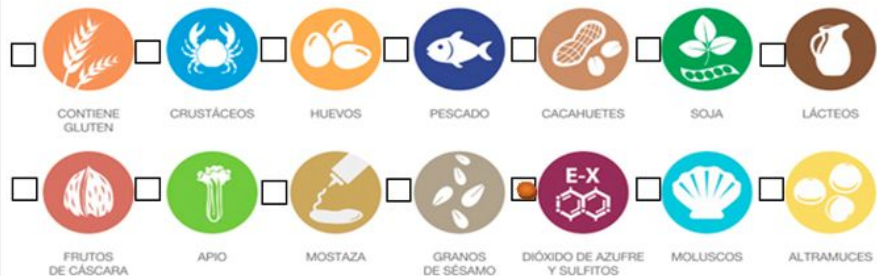 CONTIENE
GLUTEN
CRUSTÁCEOS
HUEVOS
PESCADO
CACAHUETES
SOJA
LÁCTEOS
E-X
FRUTOS
DE CÁSCARA
APIO
MOSTAZA
GRANOS
DE SÉSAMO
DIÓXIDO DE AZUFRE
Y SULFITOS
MOLUSCOS
ALTRAMUCES